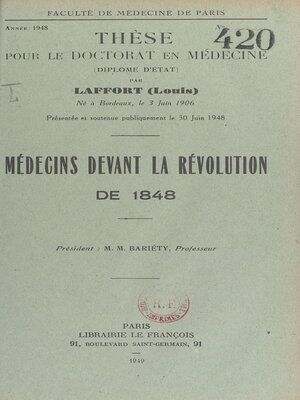 FACULTÉ DE MÉDECINE DE PARIS
ANNÉE 1948
N°
420
THÈSE
POUR LE DOCTORAT EN MÉDECINE
(DIPLOME D'ÉTAT)
PAR
LAFFORT (Louis)
Né à Bordeaux, le 3 Juin 1906
Présentée et soutenue publiquement le 30 Juin 1948
MÉDECINS DEVANT LA RÉVOLUTION
DE 1848
Président : M. M. BARIÉTY, Professeur
R.F.
IMPRIMÉS
PARIS
LIBRAIRIE LE FRANÇOIS
91, BOULEVARD SAINT-GERMAIN, 91
1949